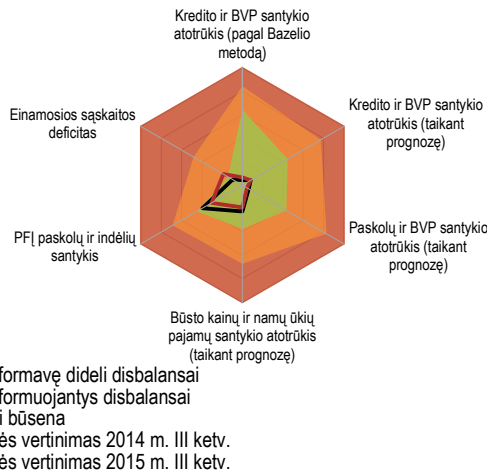 Kredito ir BVP santykio
atotrūkis (pagal Bazelio
metodą)
Kredito ir BVP santykio
atotrūkis (taikant
prognozę)
Paskolų ir BVP santykio
atotrūkis (taikant
prognozę)
Būsto kainų ir namų ūkių
pajamų santykio atotrūkis
(taikant prognozę)
PFĮ paskolų ir indėlių
santykis
Einamosios sąskaitos
deficitas
formavę dideli disbalansai
formuojantys disbalansai
i būsena
ės vertinimas 2014 m. III ketv.
ės vertinimas 2015 m. III ketv.